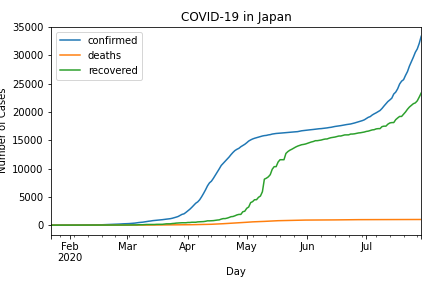 COVID-19 in Japan
35000
30000
25000
20000
15000
10000
5000
0
Number of Cases
confirmed
deaths
recovered
Feb Mar Apr May Jun Jul
2020
Day